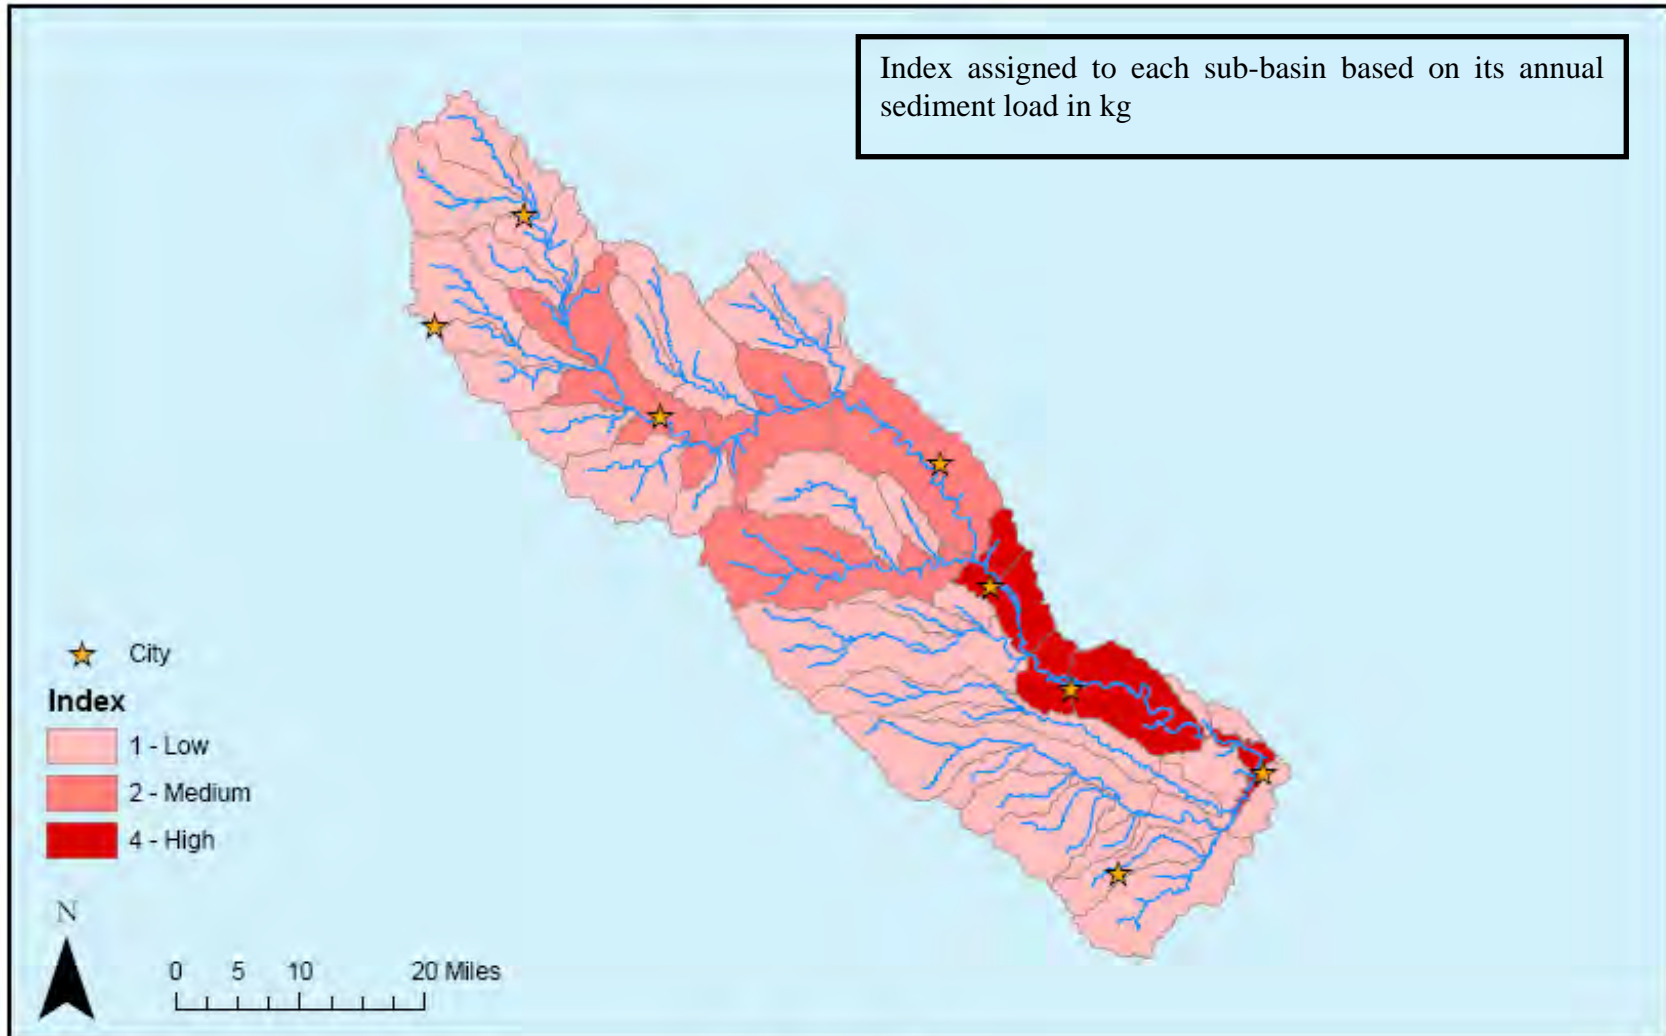 Index assigned to each sub-basin based on its annual
sediment load in kg
City
Index
1 - Low
2 - Medium
4 - High
N
0 5 10 20 Miles